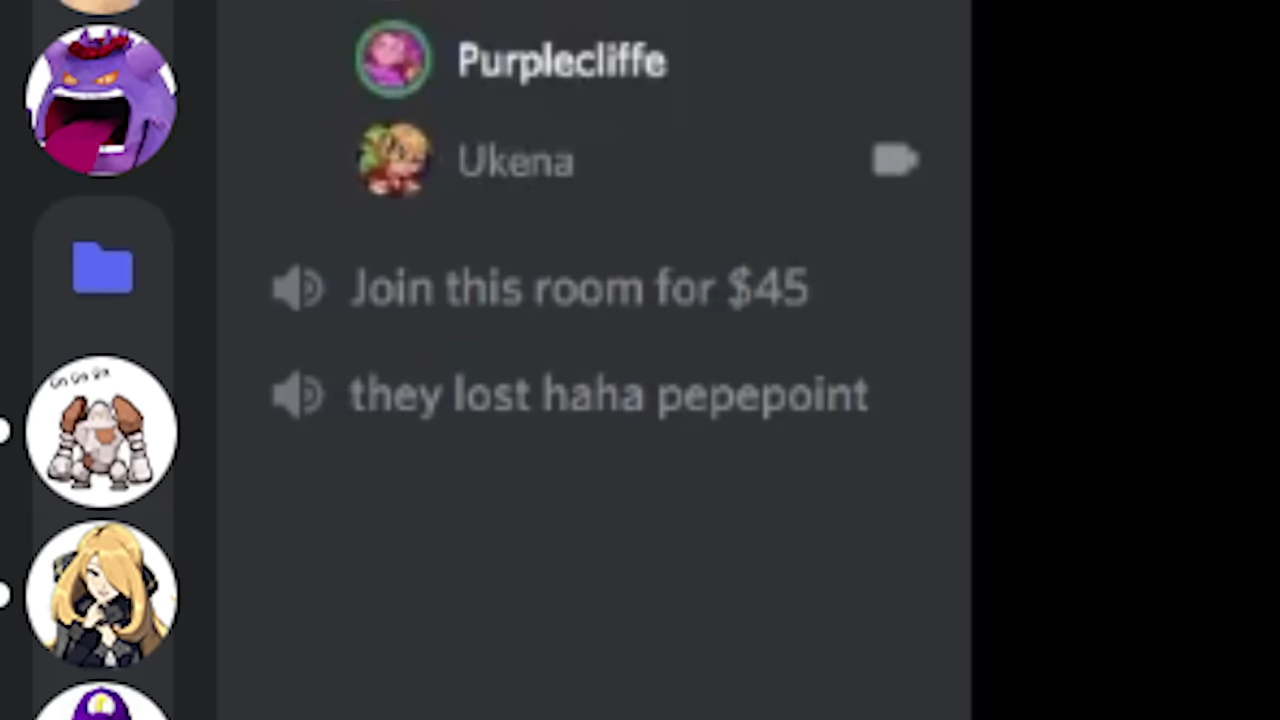 Purplecliffe
Ukena
Join this room for $45
they lost haha pepepoint